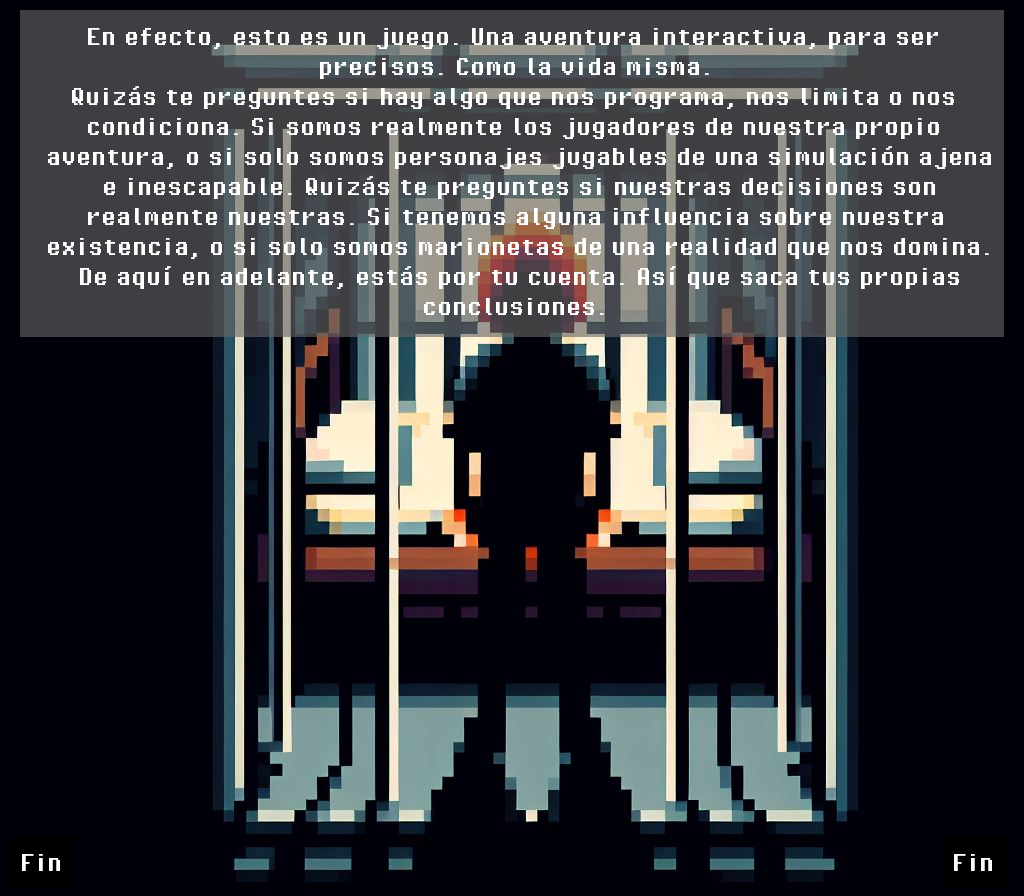 En efecto, esto es un juego. Una aventura interactiva, para ser
precisos. Como la vida misma.
Quizás te preguntes si hay algo que nos programa, nos limita o nos
condiciona. Si somos realmente los jugadores de nuestra propio
aventura, o si solo somos personajes jugables de una simulación ajena
e inescapable. Quizás te preguntes si nuestras decisiones son
realmente nuestras. Si tenemos alguna influencia sobre nuestra
existencia, o si solo somos marionetas de una realidad que nos domina.
De aquí en adelante, estás por tu cuenta. Así que saca tus propias
conclusiones.
Fin
Fin